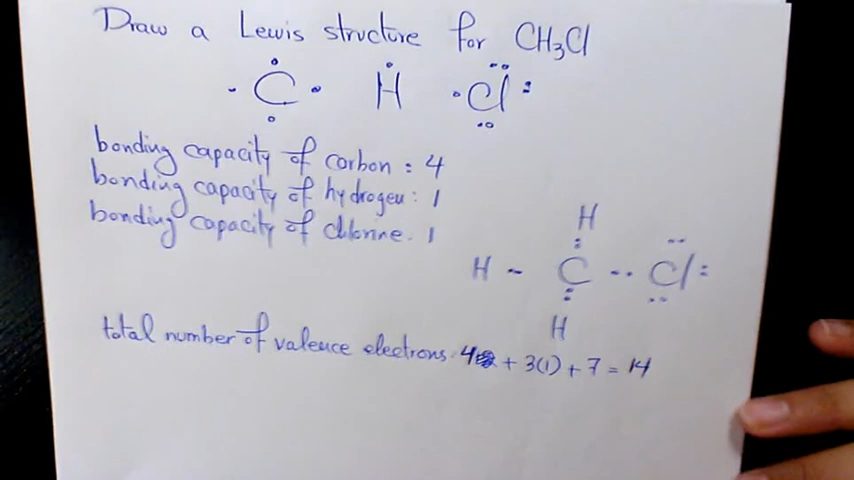 Draw a Lewis structure for CH₃Cl
· C · H · Cl :
bonding capacity of carbon : 4
bonding capacity of hydrogen : 1
bonding capacity of chlorine . 1
H
H - C ·· Cl :
H
total number of valence electrons . 4 + 3(1) + 7 = 14